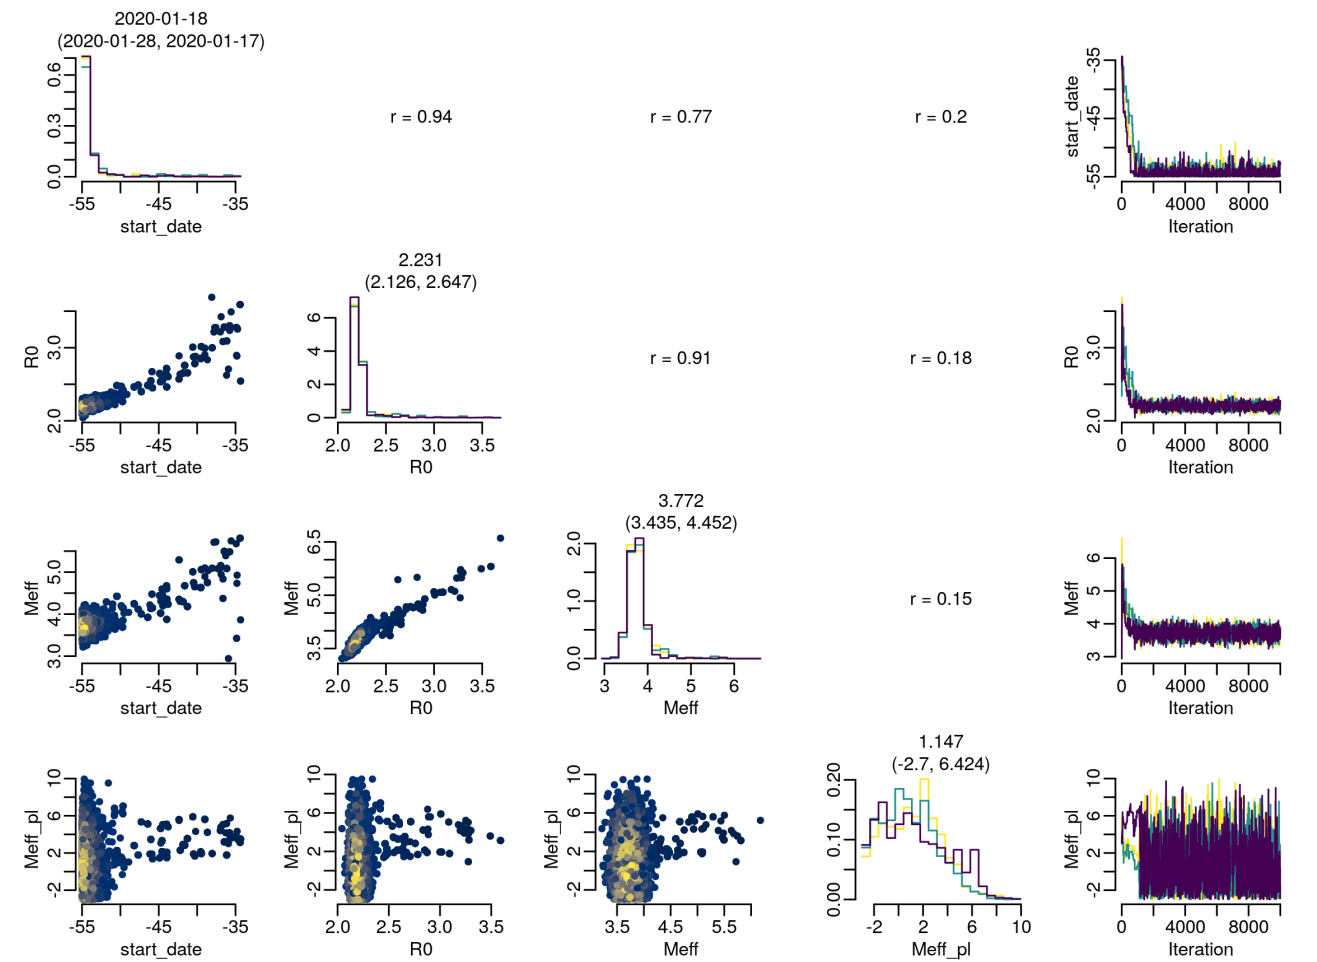 2020-01-18
(2020-01-28, 2020-01-17)
0.0 0.3 0.6
-55 -45 -35
start_date
r = 0.94
r = 0.77
r = 0.2
start_date
-55 -45 -35
0 4000 8000
Iteration
R0
2.0 3.0
-55 -45 -35
start_date
2.231
(2.126, 2.647)
0 2 4 6
2.0 2.5 3.0 3.5
R0
r = 0.91
r = 0.18
R0
2.0 3.0
0 4000 8000
Iteration
Meff
3.0 4.0 5.0
-55 -45 -35
start_date
Meff
3.5 5.0 6.5
2.0 2.5 3.0 3.5
R0
3.772
(3.435, 4.452)
0.0 1.0 2.0
3 4 5 6
Meff
r = 0.15
Meff
3 4 5 6
0 4000 8000
Iteration
Meff_pl
-2 2 6 10
-55 -45 -35
start_date
Meff_pl
-2 2 6 10
2.0 2.5 3.0 3.5
R0
Meff_pl
-2 2 6 10
3.5 4.5 5.5
Meff
1.147
(-2.7, 6.424)
0.00 0.10 0.20
-2 2 6 10
Meff_pl
Meff_pl
-2 2 6 10
0 4000 8000
Iteration